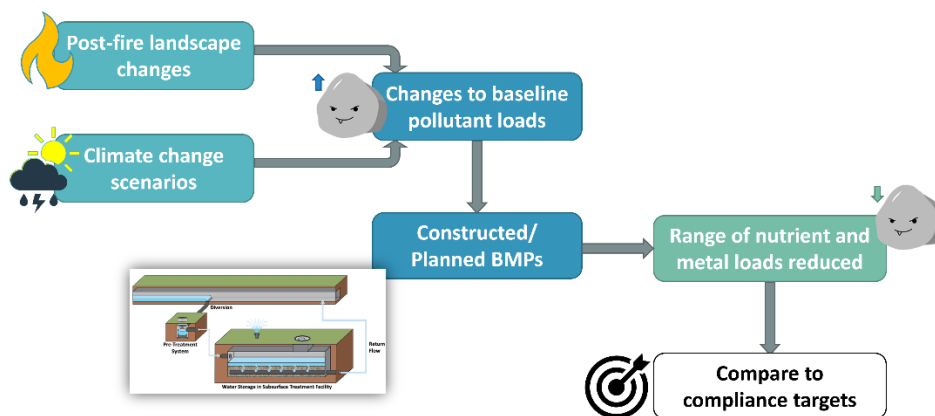 Post-fire landscape
changes
Changes to baseline
pollutant loads
Climate change
scenarios
Constructed/
Planned BMPs
Range of nutrient and
metal loads reduced
Diversion
Pre-Treatment
System
Return
Flow
Water Storage in Subsurface Treatment Facility
Compare to
compliance targets